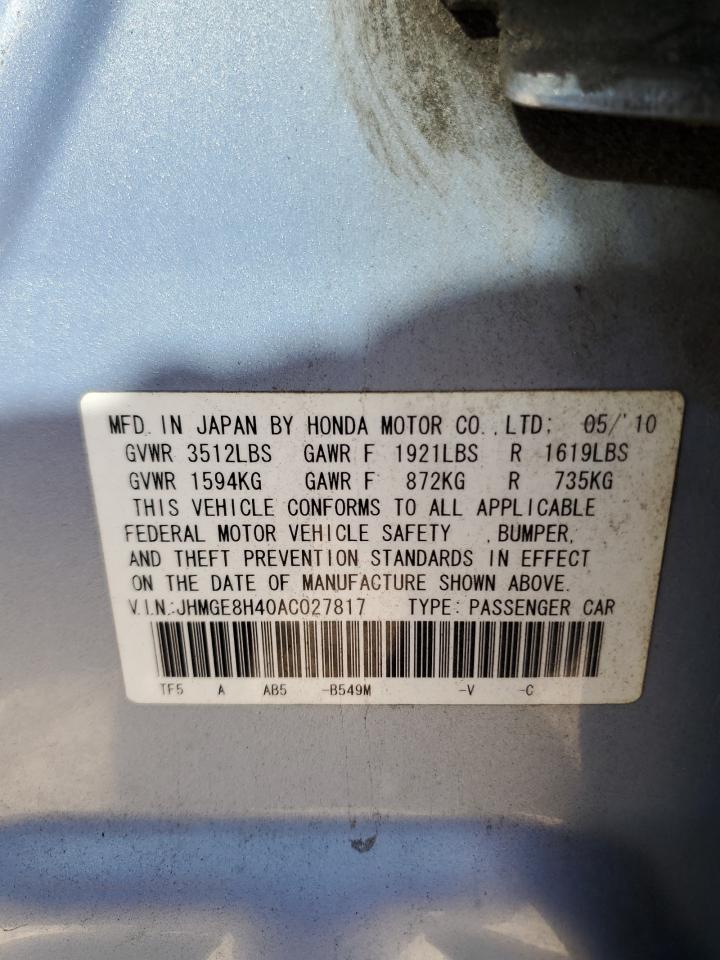 MFD. IN JAPAN BY HONDA MOTOR CO., LTD; 05/'10
GVWR 3512LBS GAWR F 1921LBS R 1619LBS
GVWR 1594KG GAWR F 872KG R 735KG
THIS VEHICLE CONFORMS TO ALL APPLICABLE
FEDERAL MOTOR VEHICLE SAFETY , BUMPER,
AND THEFT PREVENTION STANDARDS IN EFFECT
ON THE DATE OF MANUFACTURE SHOWN ABOVE.
V.I.N.:JHMGE8H40AC027817 TYPE: PASSENGER CAR
TF5 A AB5 -B549M -V -C